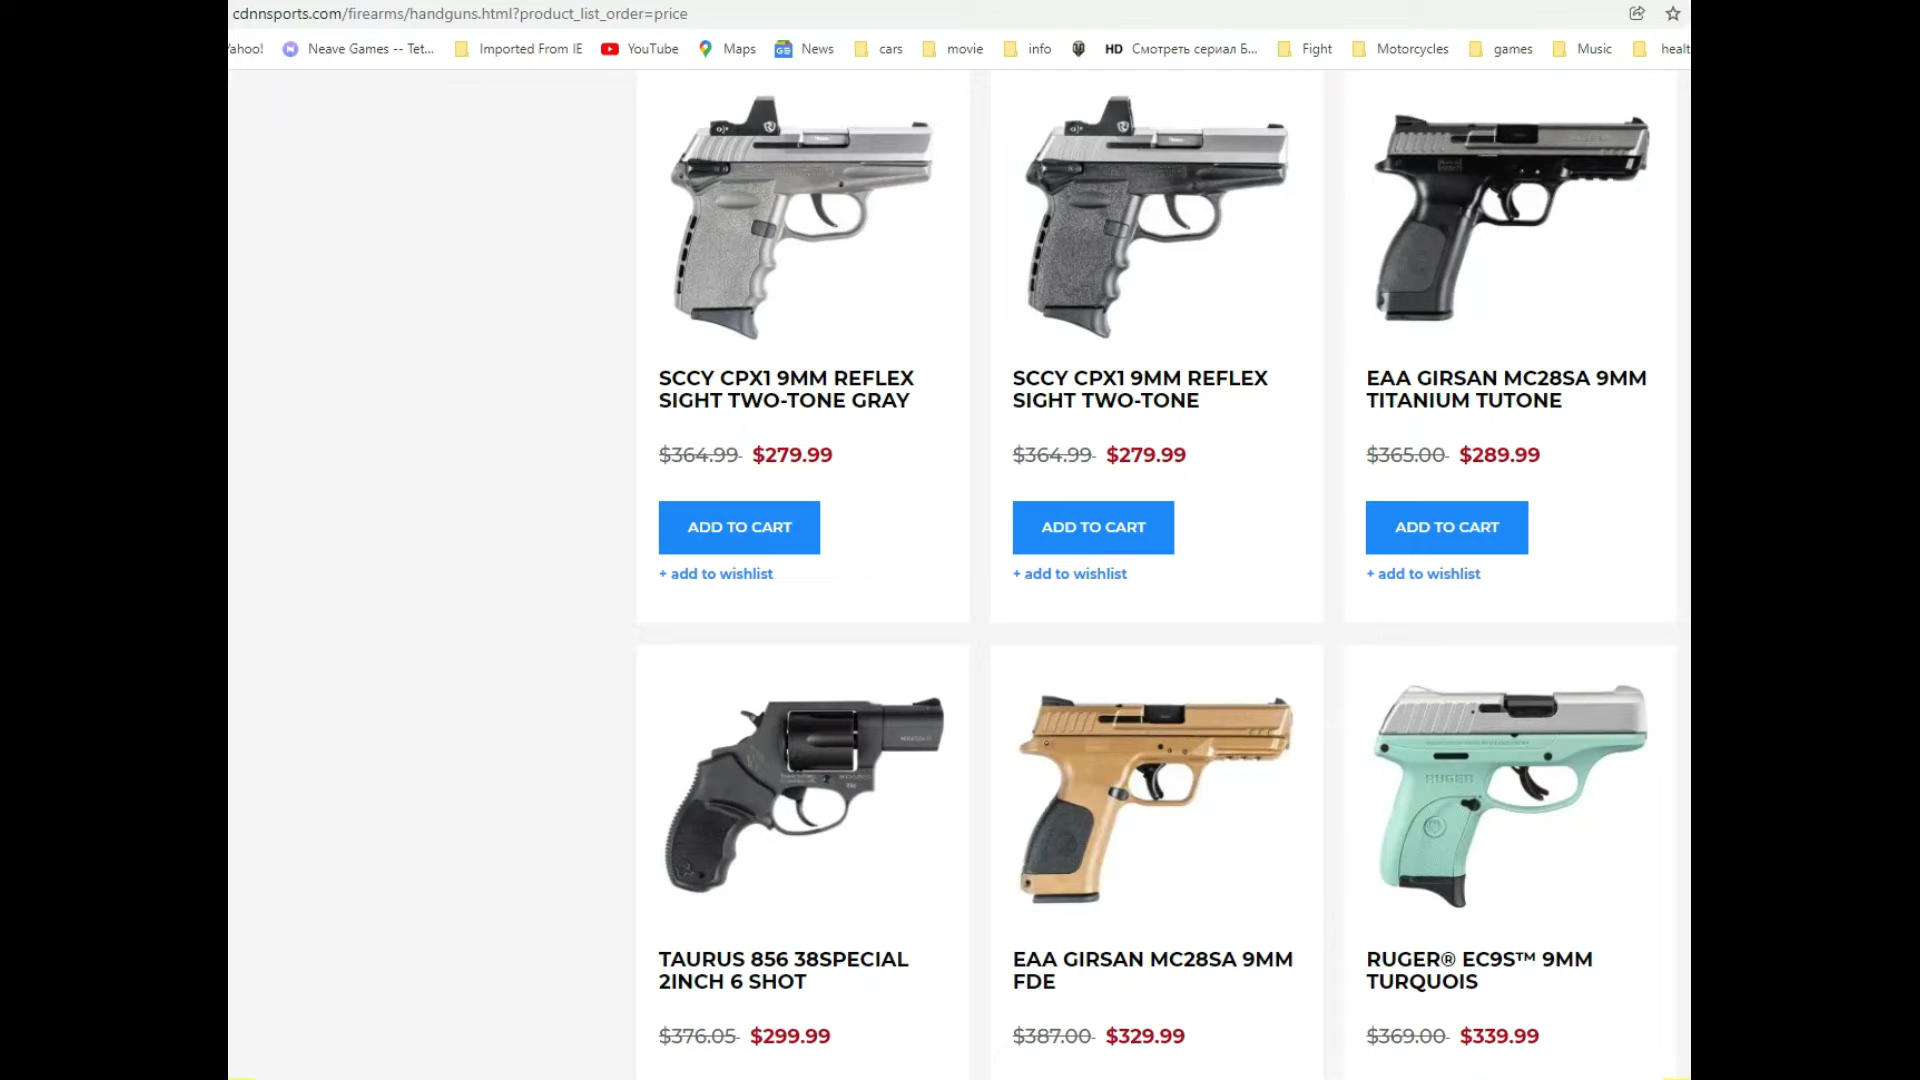 cdnnsports.com/firearms/handguns.html?product_list_order=price
ahoo! Neave Games -- Tet... Imported From IE YouTube Maps News cars movie info HD Смотреть сериал Б... Fight Motorcycles games Music healt
SCCY CPX1 9MM REFLEX
SIGHT TWO-TONE GRAY
$364.99 $279.99
ADD TO CART
+ add to wishlist
SCCY CPX1 9MM REFLEX
SIGHT TWO-TONE
$364.99 $279.99
ADD TO CART
+ add to wishlist
EAA GIRSAN MC28SA 9MM
TITANIUM TUTONE
$365.00 $289.99
ADD TO CART
+ add to wishlist
TAURUS 856 38SPECIAL
2INCH 6 SHOT
$376.05 $299.99
EAA GIRSAN MC28SA 9MM
FDE
$387.00 $329.99
RUGER
RUGER® EC9S™ 9MM
TURQUOIS
$369.00 $339.99